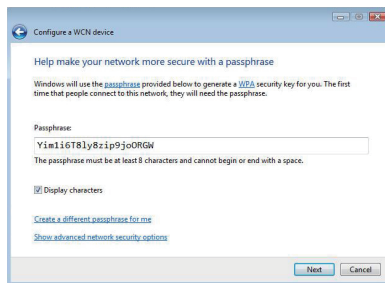 Configure a WCN device
Help make your network more secure with a passphrase
Windows will use the passphrase provided below to generate a WPA security key for you. The first
time that people connect to this network, they will need the passphrase.
Passphrase:
Yim1i6T8ly8zip9joORGW
The passphrase must be at least 8 characters and cannot begin or end with a space.
Display characters
Create a different passphrase for me
Show advanced network security options
Next Cancel